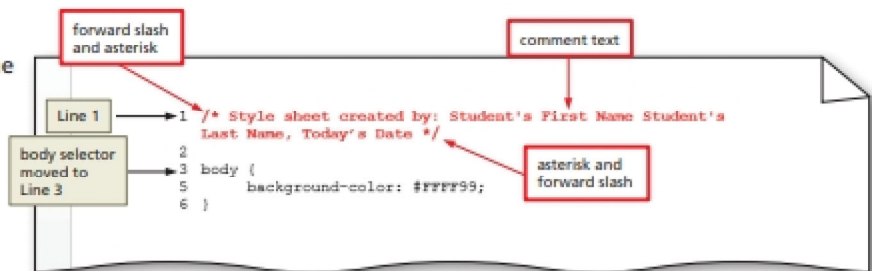 forward slash
and asterisk
comment text
e
Line 1
1 /* Style sheet created by: Student's First Name Student's
Last Name, Today's Date */
2
body selector
moved to
Line 3
3 body {
asterisk and
forward slash
5 background-color: #FFFF99;
6 }